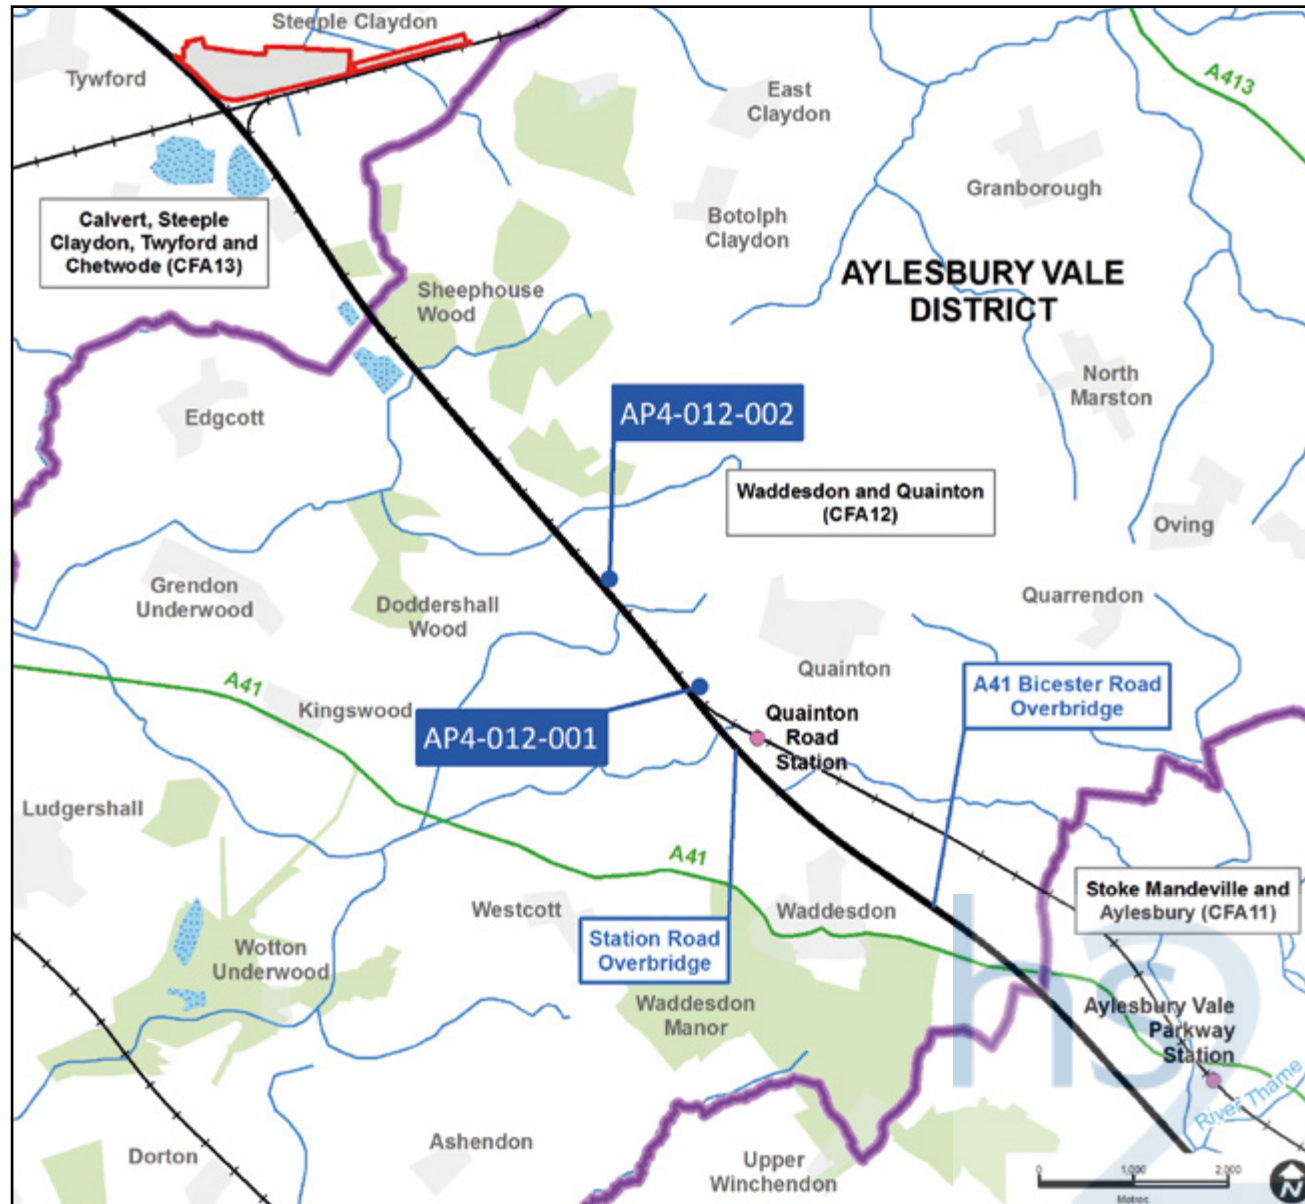 Steeple Claydon
Tywford
A413
East
Claydon
Granborough
Calvert, Steeple
Claydon, Twyford and
Chetwode (CFA13)
Botolph
Claydon
AYLESBURY VALE
DISTRICT
Sheephouse
Wood
North
Marston
Edgcott
AP4-012-002
Waddesdon and Quainton
(CFA12)
Oving
Grendon
Underwood
Doddershall
Wood
Quarrendon
Quainton
A41
Kingswood
A41 Bicester Road
Overbridge
AP4-012-001
Quainton
Road
Station
Ludgershall
A41
Stoke Mandeville and
Aylesbury (CFA11)
Westcott
Waddesdon
Station Road
Overbridge
Wotton
Underwood
Waddesdon
Manor
hs2
Aylesbury Vale
Parkway
Station
River Thame
Ashendon
Dorton
Upper
Winchendon
0 1,000 2,000
Metres
N